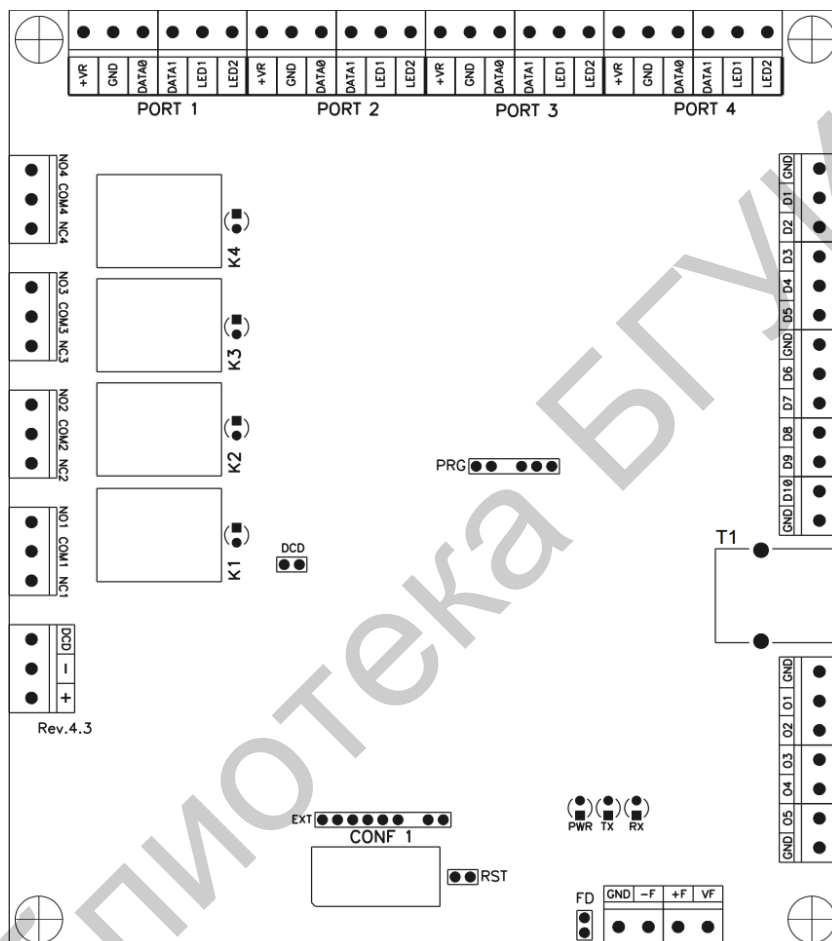 +VR GND DATA0 DATA1 LED1 LED2 +VR GND DATA0 DATA1 LED1 LED2 +VR GND DATA0 DATA1 LED1 LED2 +VR GND DATA0 DATA1 LED1 LED2
PORT 1 PORT 2 PORT 3 PORT 4
NO4 COM4 NC4
K4
NO3 COM3 NC3
K3
NO2 COM2 NC2
K2
NO1 COM1 NC1
K1
DCD
DCD - +
Rev.4.3
PRG
GND
D1
D2
D3
D4
D5
GND
D6
D7
D8
D9
D10
GND
T1
GND
O1
O2
O3
O4
O5
GND
EXT
CONF 1
RST
PWR TX RX
FD
GND -F +F VF
БГУИ